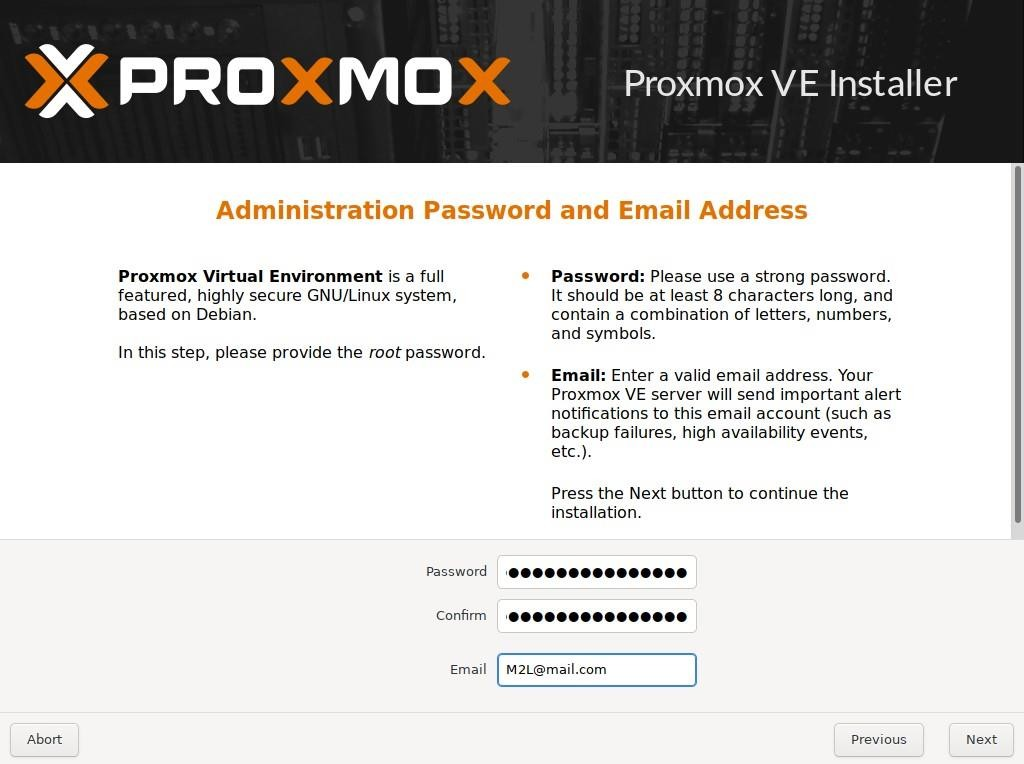 PROXMOX
Proxmox VE Installer
Administration Password and Email Address
Proxmox Virtual Environment is a full
featured, highly secure GNU/Linux system,
based on Debian.
In this step, please provide the root password.
Password: Please use a strong password.
It should be at least 8 characters long, and
contain a combination of letters, numbers,
and symbols.
Email: Enter a valid email address. Your
Proxmox VE server will send important alert
notifications to this email account (such as
backup failures, high availability events,
etc.).
Press the Next button to continue the
installation.
Password ●●●●●●●●●●●●●●●
Confirm ●●●●●●●●●●●●●●●
Email M2L@mail.com
Abort Previous Next